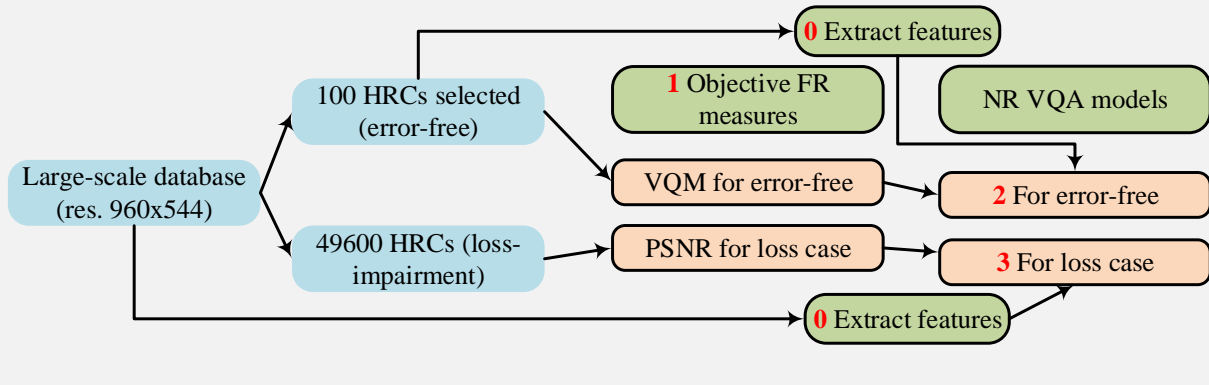 0 Extract features
100 HRCs selected
(error-free)
1 Objective FR
measures
NR VQA models
Large-scale database
(res. 960x544)
VQM for error-free
2 For error-free
49600 HRCs (loss-
impairment)
PSNR for loss case
3 For loss case
0 Extract features